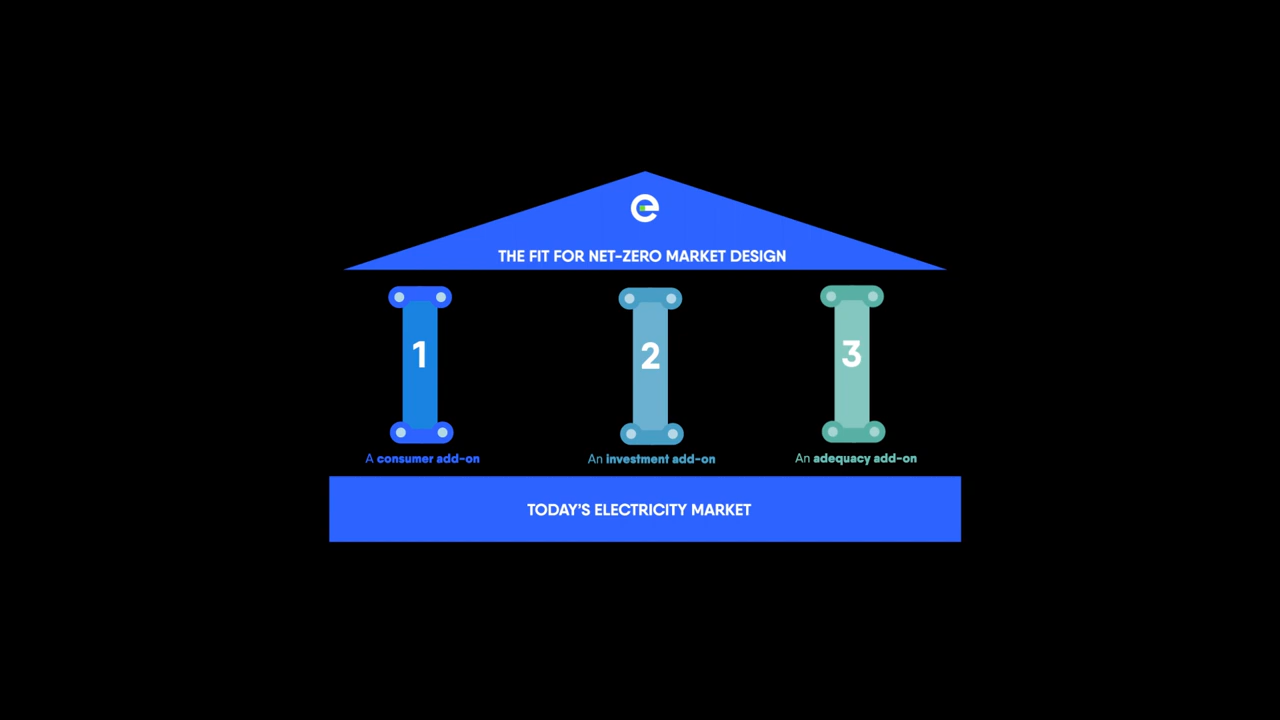 e
THE FIT FOR NET-ZERO MARKET DESIGN
1
2
3
A consumer add-on
An investment add-on
An adequacy add-on
TODAY'S ELECTRICITY MARKET